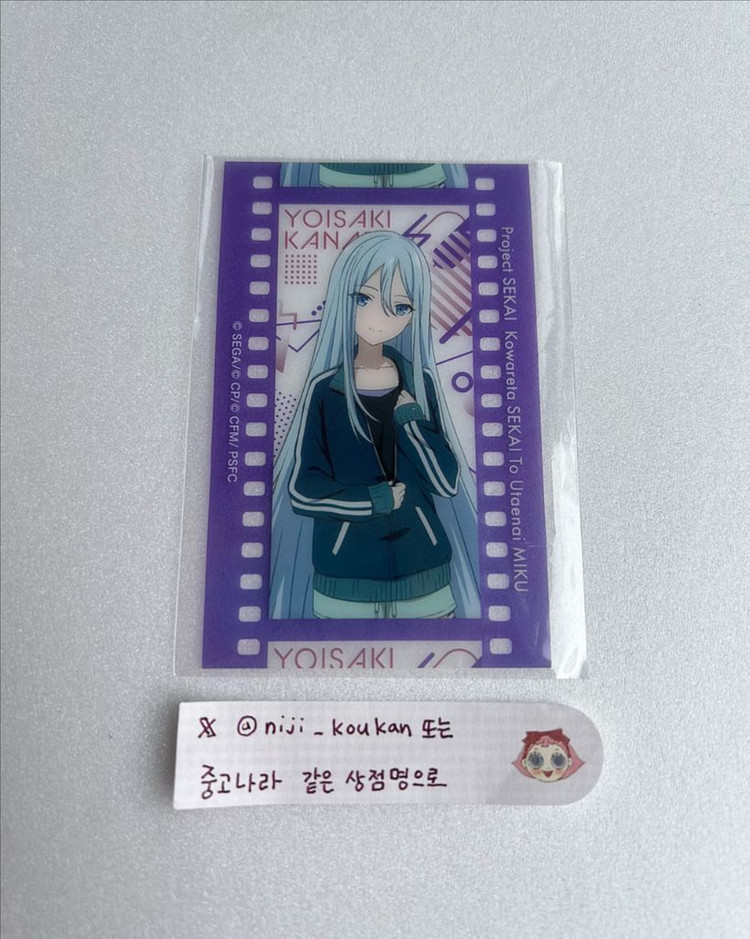 YOISAKI
KANA
Project SEKAI Kowareta SEKAI To Utaenai MIKU
© SEGA/© CP/© CFM/ PSFC
YOISAKI
X @niji_koukan 또는
중고나라 같은 상점명으로